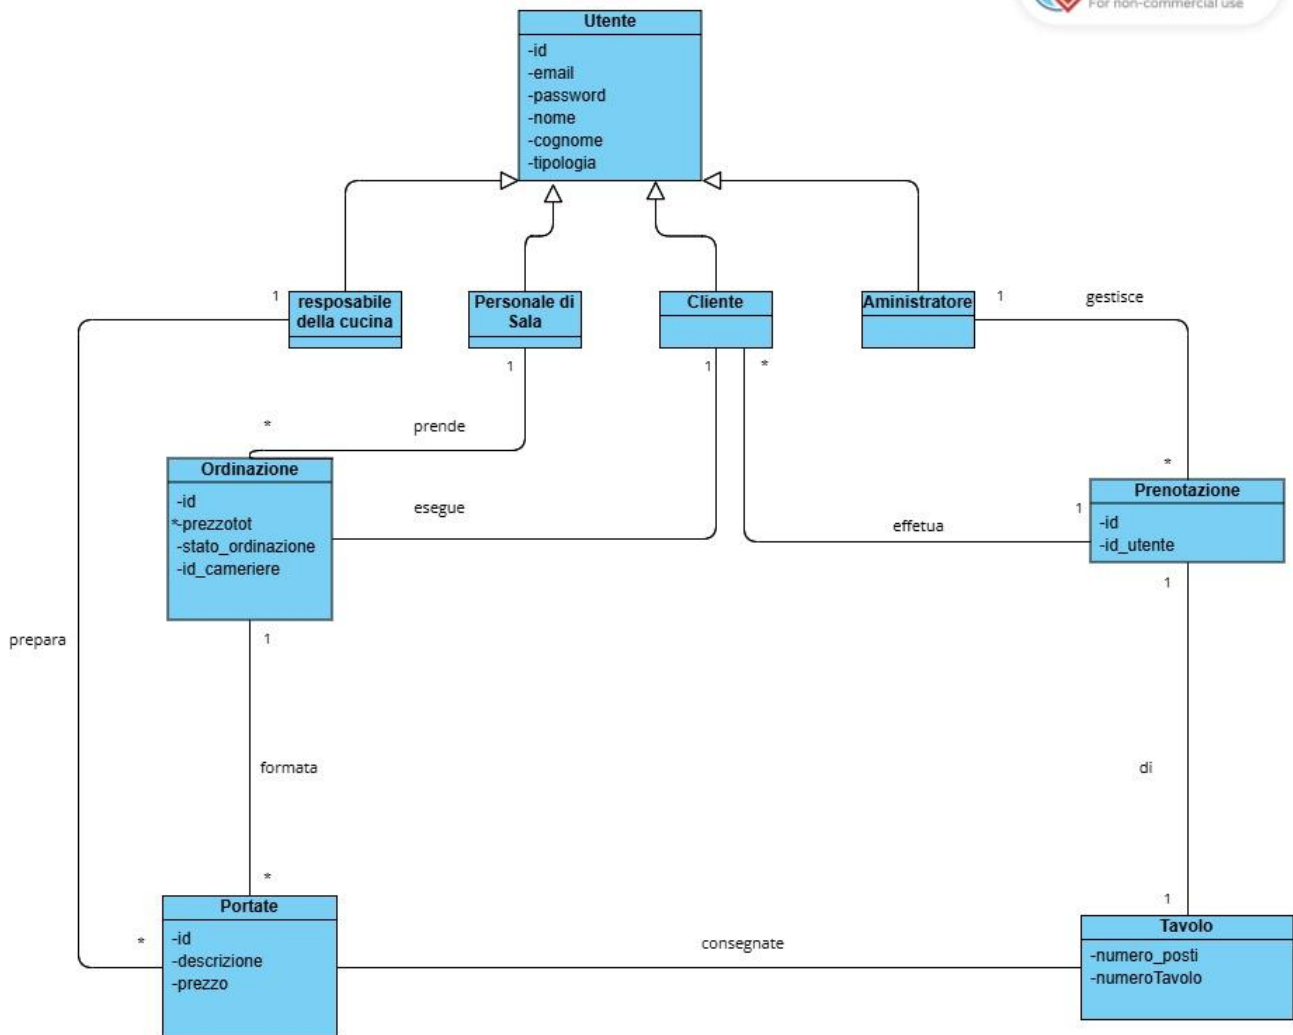 For non-commercial use
Utente
-id
-email
-password
-nome
-cognome
-tipologia
1
resposabile
della cucina
Personale di
Sala
Cliente
Aministratore
1
gestisce
1
1
*
*
prende
*
Ordinazione
-id
*-prezzotot
-stato_ordinazione
-id_cameriere
esegue
effetua
1
Prenotazione
-id
-id_utente
1
1
prepara
formata
di
*
1
Portate
-id
-descrizione
-prezzo
*
consegnate
Tavolo
-numero_posti
-numeroTavolo